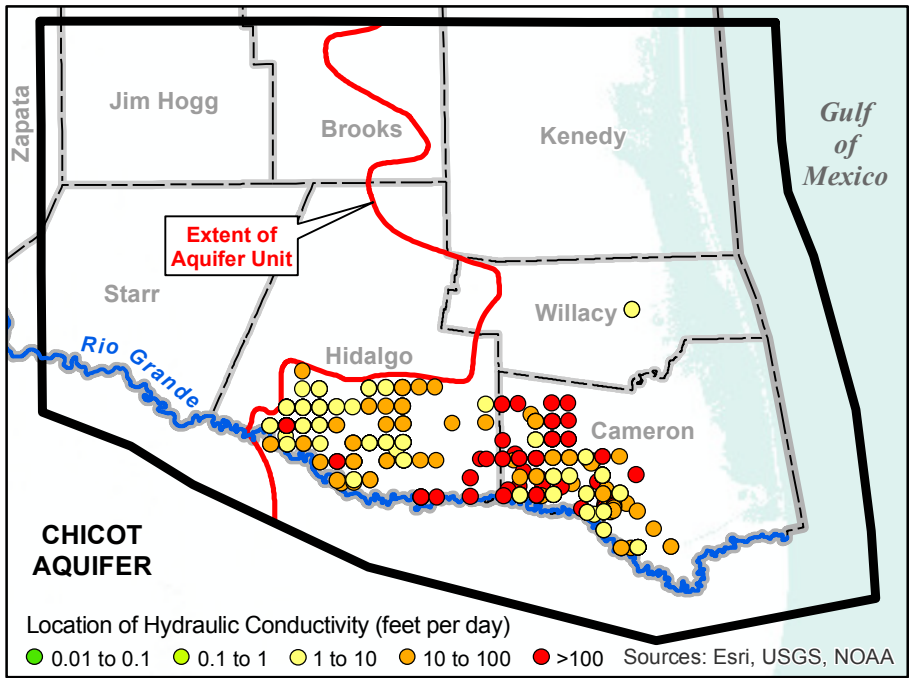 Zapata
Jim Hogg
Brooks
Kenedy
Gulf
of
Mexico
Extent of
Aquifer Unit
Starr
Willacy
Rio Grande
Hidalgo
Cameron
CHICOT
AQUIFER
Location of Hydraulic Conductivity (feet per day)
0.01 to 0.1 0.1 to 1 1 to 10 10 to 100 >100 Sources: Esri, USGS, NOAA